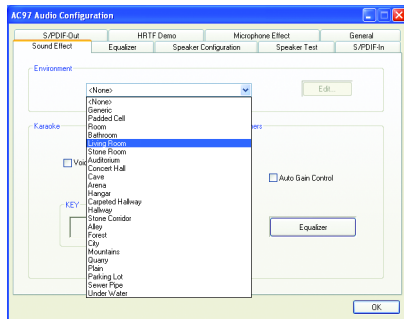 AC97 Audio Configuration
S/PDIF-Out HRTF Demo Microphone Effect General
Sound Effect Equalizer Speaker Configuration Speaker Test S/PDIF-In
Environment
<None> Edit...
<None>
Generic
Padded Cell
Room
Bathroom
Living Room
Stone Room
Auditorium
Concert Hall
Cave
Arena
Hangar
Carpeted Hallway
Hallway
Stone Corridor
Alley
Forest
City
Mountains
Quarry
Plain
Parking Lot
Sewer Pipe
Under Water
Karaoke
Auto Gain Control
KEY
Equalizer
OK